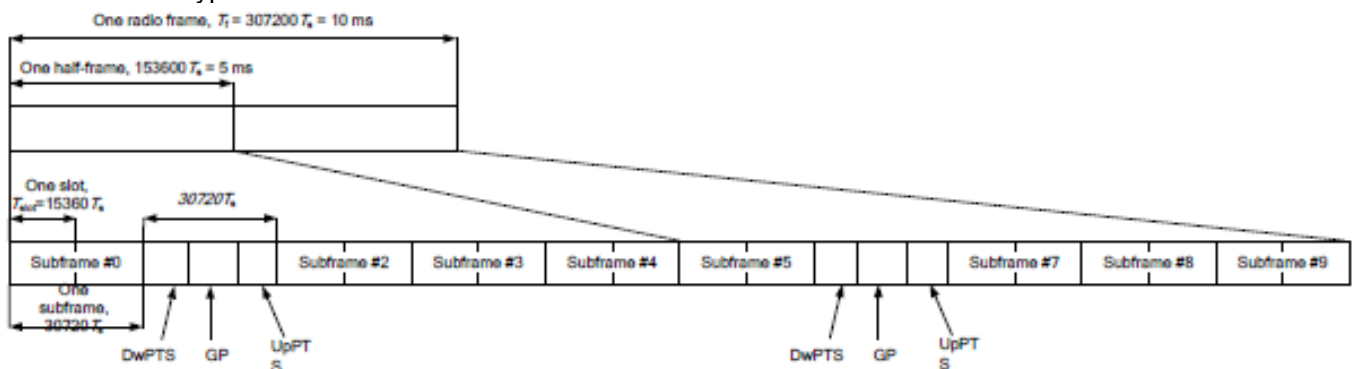 One radio frame, Tf = 307200 Ts = 10 ms
One half-frame, 153600 Ts = 5 ms
One slot,
Tslot=15360 Ts
30720Ts
Subframe #0
Subframe #2
Subframe #3
Subframe #4
Subframe #5
Subframe #7
Subframe #8
Subframe #9
One
subframe,
30720 Ts
DwPTS
GP
UpPT
S
DwPTS
GP
UpPT
S